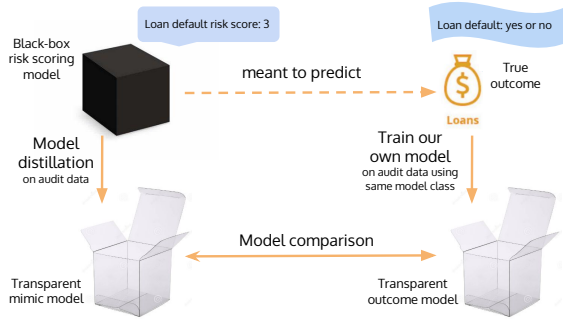 Loan default risk score: 3
Loan default: yes or no
Black-box
risk scoring
model
meant to predict
$
True
outcome
Loans
Model
distillation
on audit data
Train our
own model
on audit data using
same model class
Model comparison
Transparent
mimic model
Transparent
outcome model